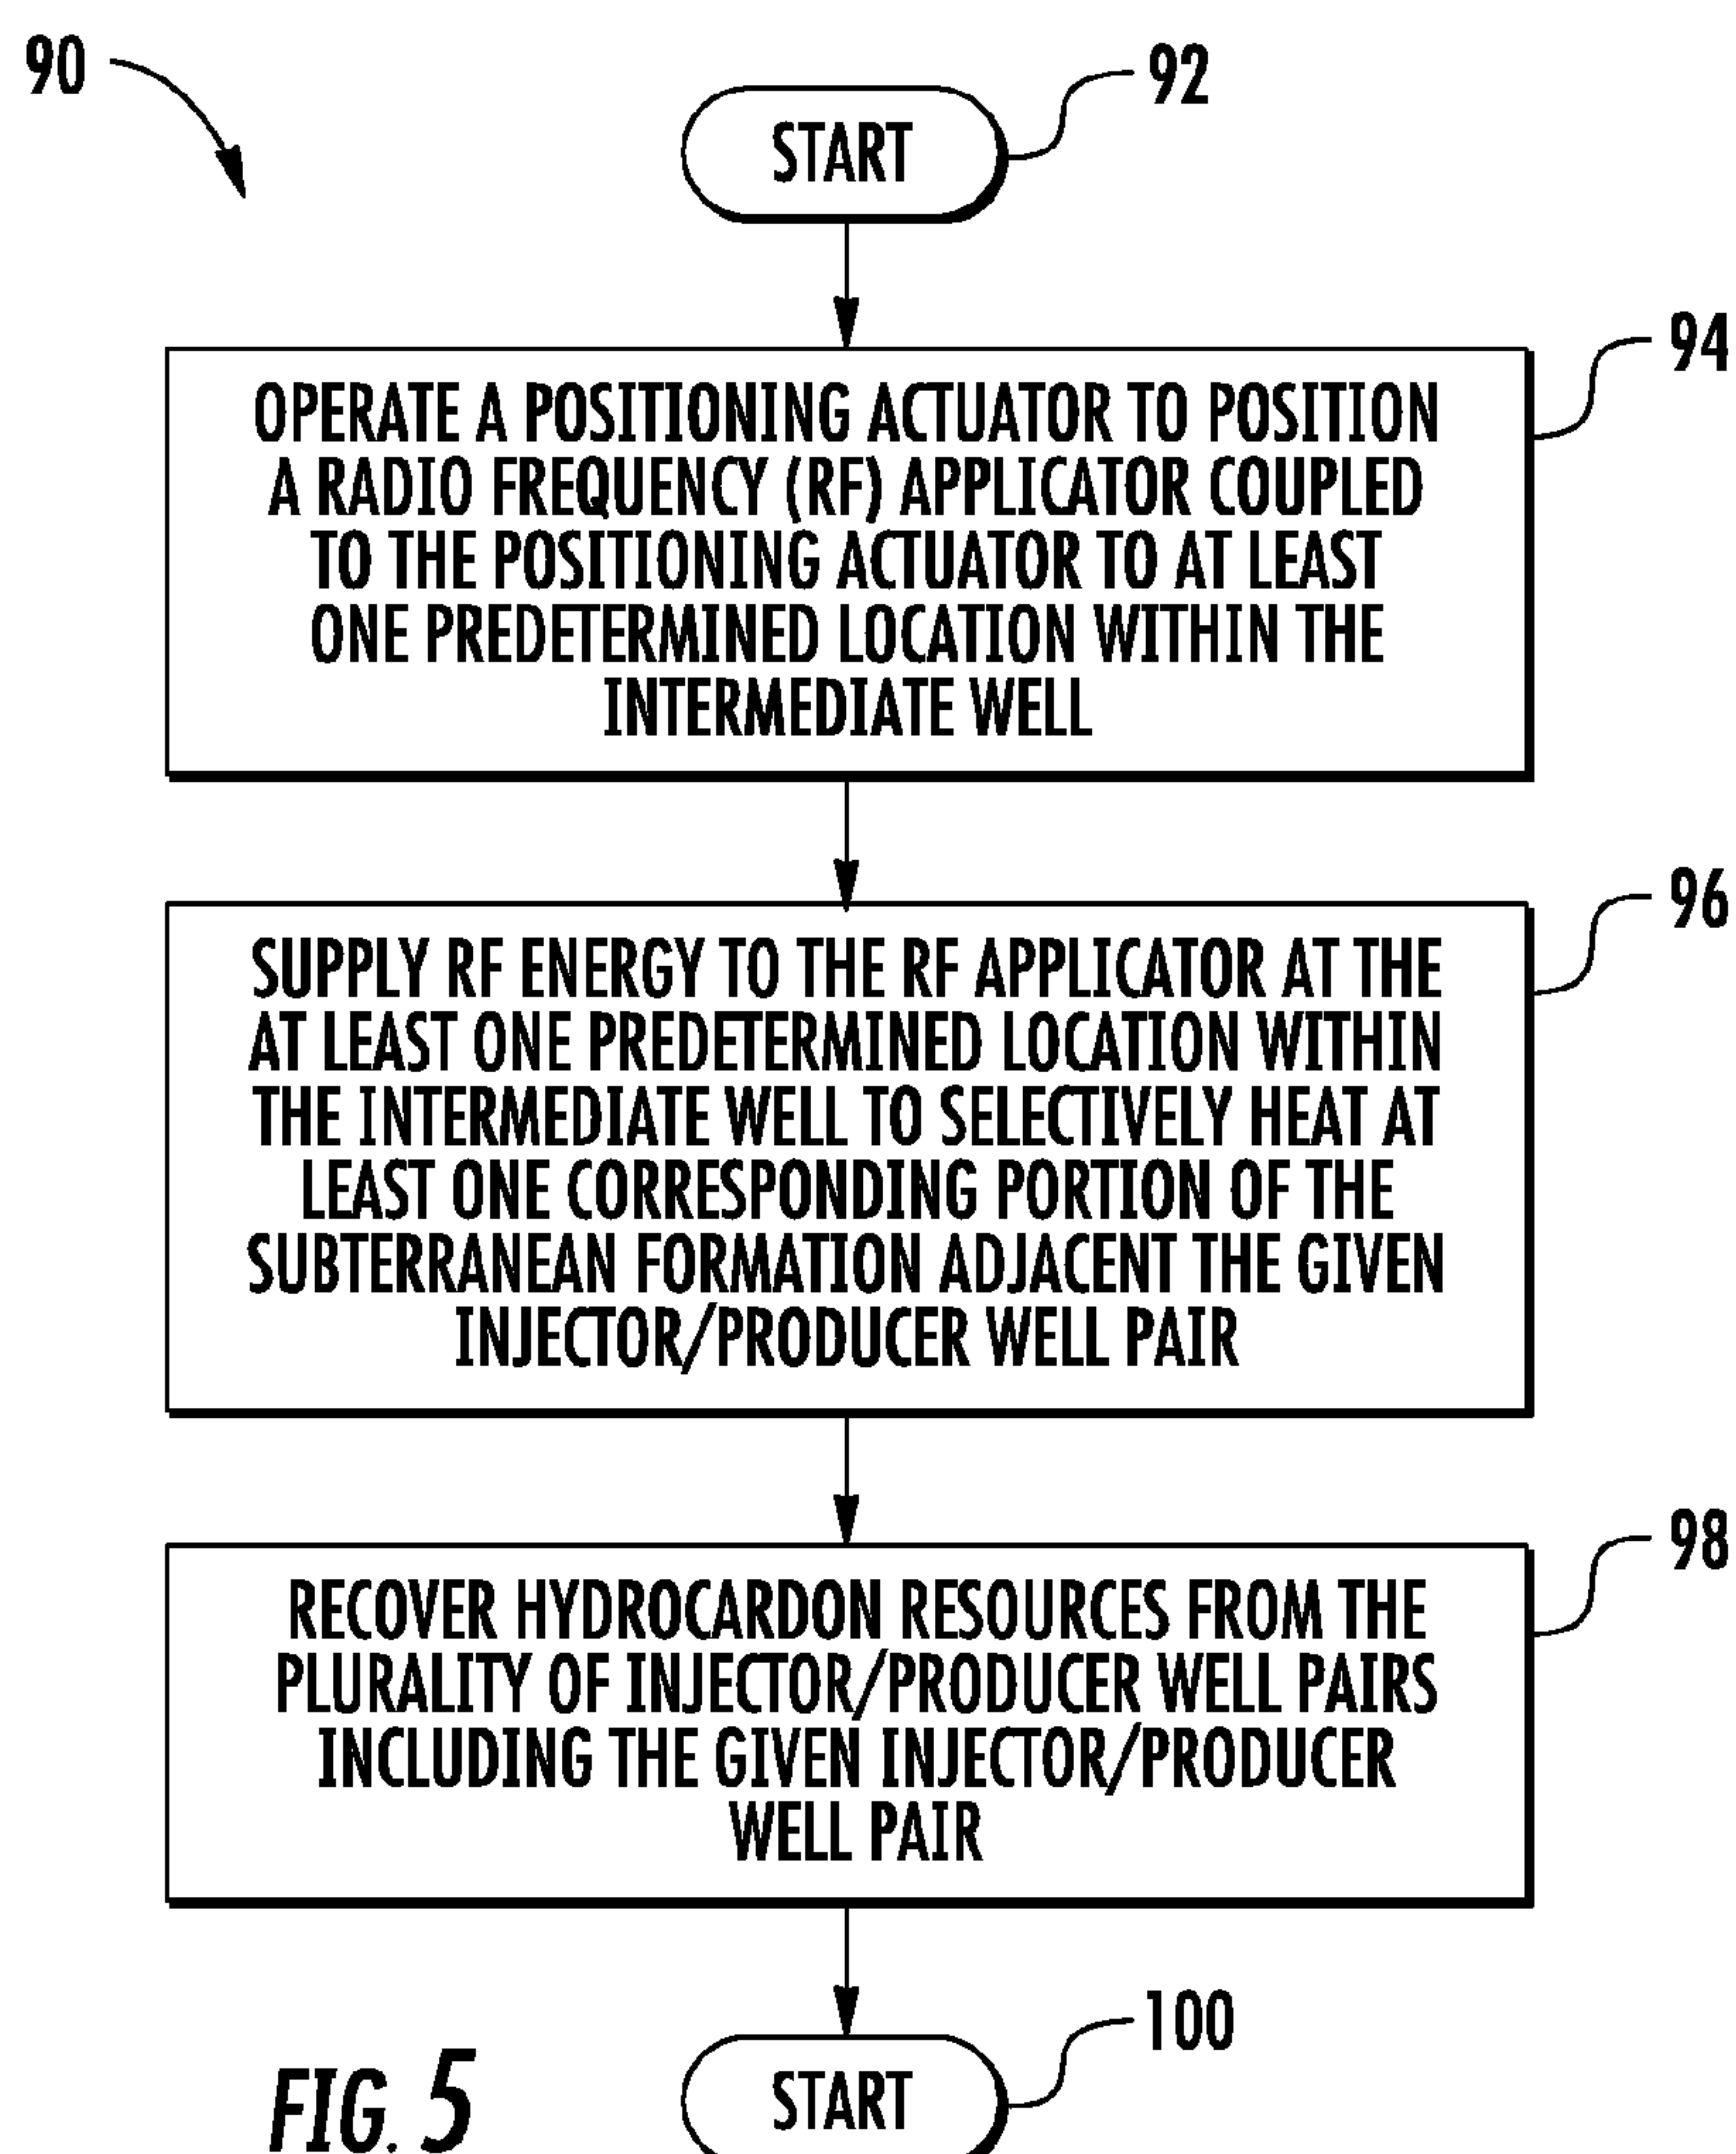 90
92
START
94
OPERATE A POSITIONING ACTUATOR TO POSITION
A RADIO FREQUENCY (RF) APPLICATOR COUPLED
TO THE POSITIONING ACTUATOR TO AT LEAST
ONE PREDETERMINED LOCATION WITHIN THE
INTERMEDIATE WELL
96
SUPPLY RF ENERGY TO THE RF APPLICATOR AT THE
AT LEAST ONE PREDETERMINED LOCATION WITHIN
THE INTERMEDIATE WELL TO SELECTIVELY HEAT AT
LEAST ONE CORRESPONDING PORTION OF THE
SUBTERRANEAN FORMATION ADJACENT THE GIVEN
INJECTOR/PRODUCER WELL PAIR
98
RECOVER HYDROCARDON RESOURCES FROM THE
PLURALITY OF INJECTOR/PRODUCER WELL PAIRS
INCLUDING THE GIVEN INJECTOR/PRODUCER
WELL PAIR
100
START
FIG. 5